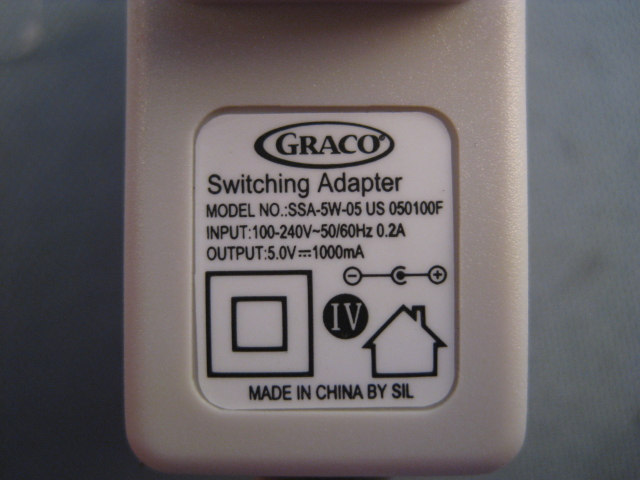 GRACO
Switching Adapter
MODEL NO.:SSA-5W-05 US 050100F
INPUT:100-240V~50/60Hz 0.2A
OUTPUT:5.0V⎓1000mA
IV
MADE IN CHINA BY SIL